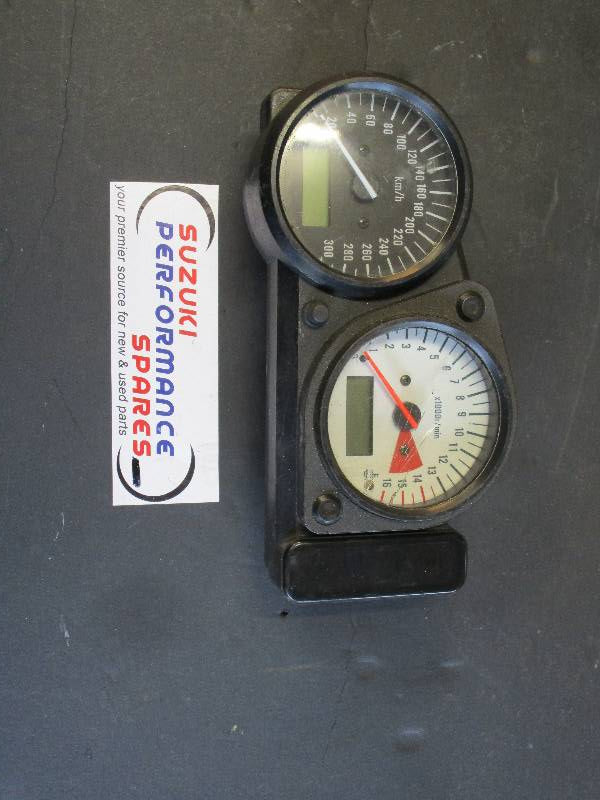 SUZUKI
PERFORMANCE
SPARES
your premier source for new & used parts
20 40 60 80 100 120 140 160 180 200 220 240 260 280 300
km/h
1 2 3 4 5 6 7 8 9 10 11 12 13 14 15 16
x1000r/min